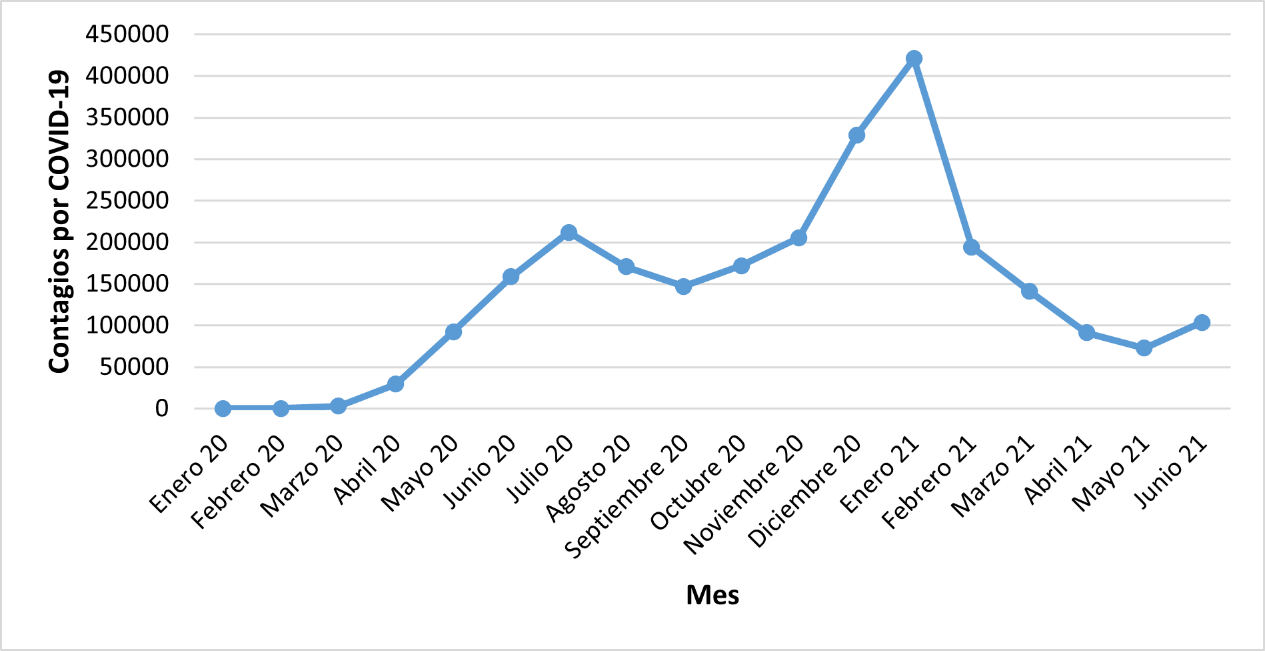 Contagios por COVID-19
450000
400000
350000
300000
250000
200000
150000
100000
50000
0
Enero 20
Febrero 20
Marzo 20
Abril 20
Mayo 20
Junio 20
Julio 20
Agosto 20
Septiembre 20
Octubre 20
Noviembre 20
Diciembre 20
Enero 21
Febrero 21
Marzo 21
Abril 21
Mayo 21
Junio 21
Mes